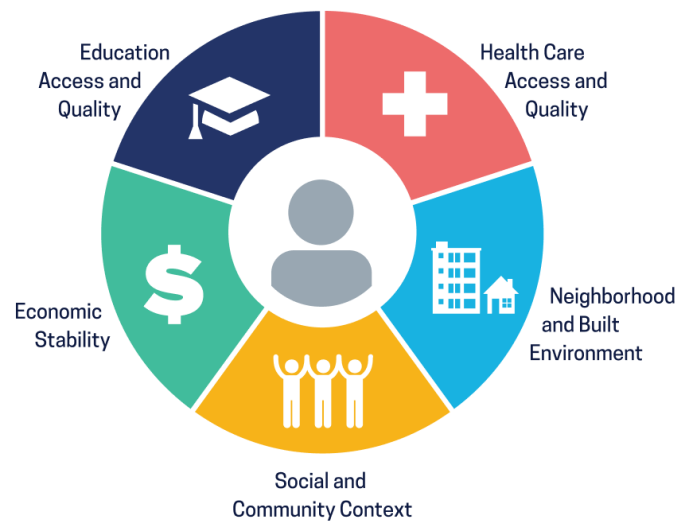 Education
Access and
Quality
Health Care
Access and
Quality
Economic
Stability
Neighborhood
and Built
Environment
Social and
Community Context